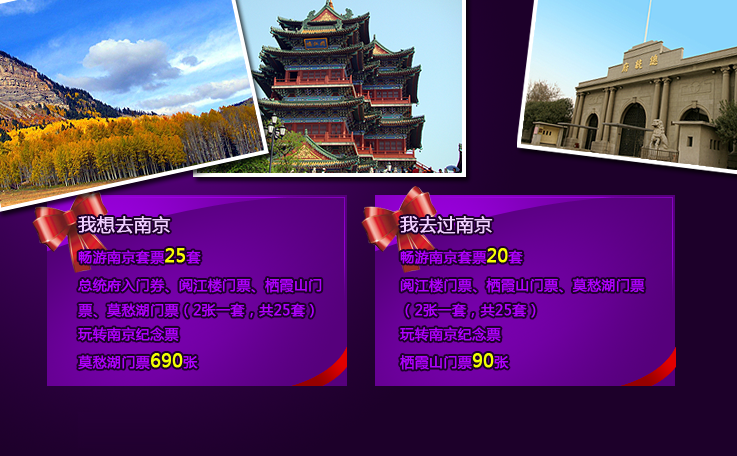 我想去南京
畅游南京套票25套
总统府入门券、阅江楼门票、栖霞山门
票、莫愁湖门票（2张一套，共25套）
玩转南京纪念票
莫愁湖门票690张
我去过南京
畅游南京套票20套
阅江楼门票、栖霞山门票、莫愁湖门票
（2张一套，共25套）
玩转南京纪念票
栖霞山门票90张